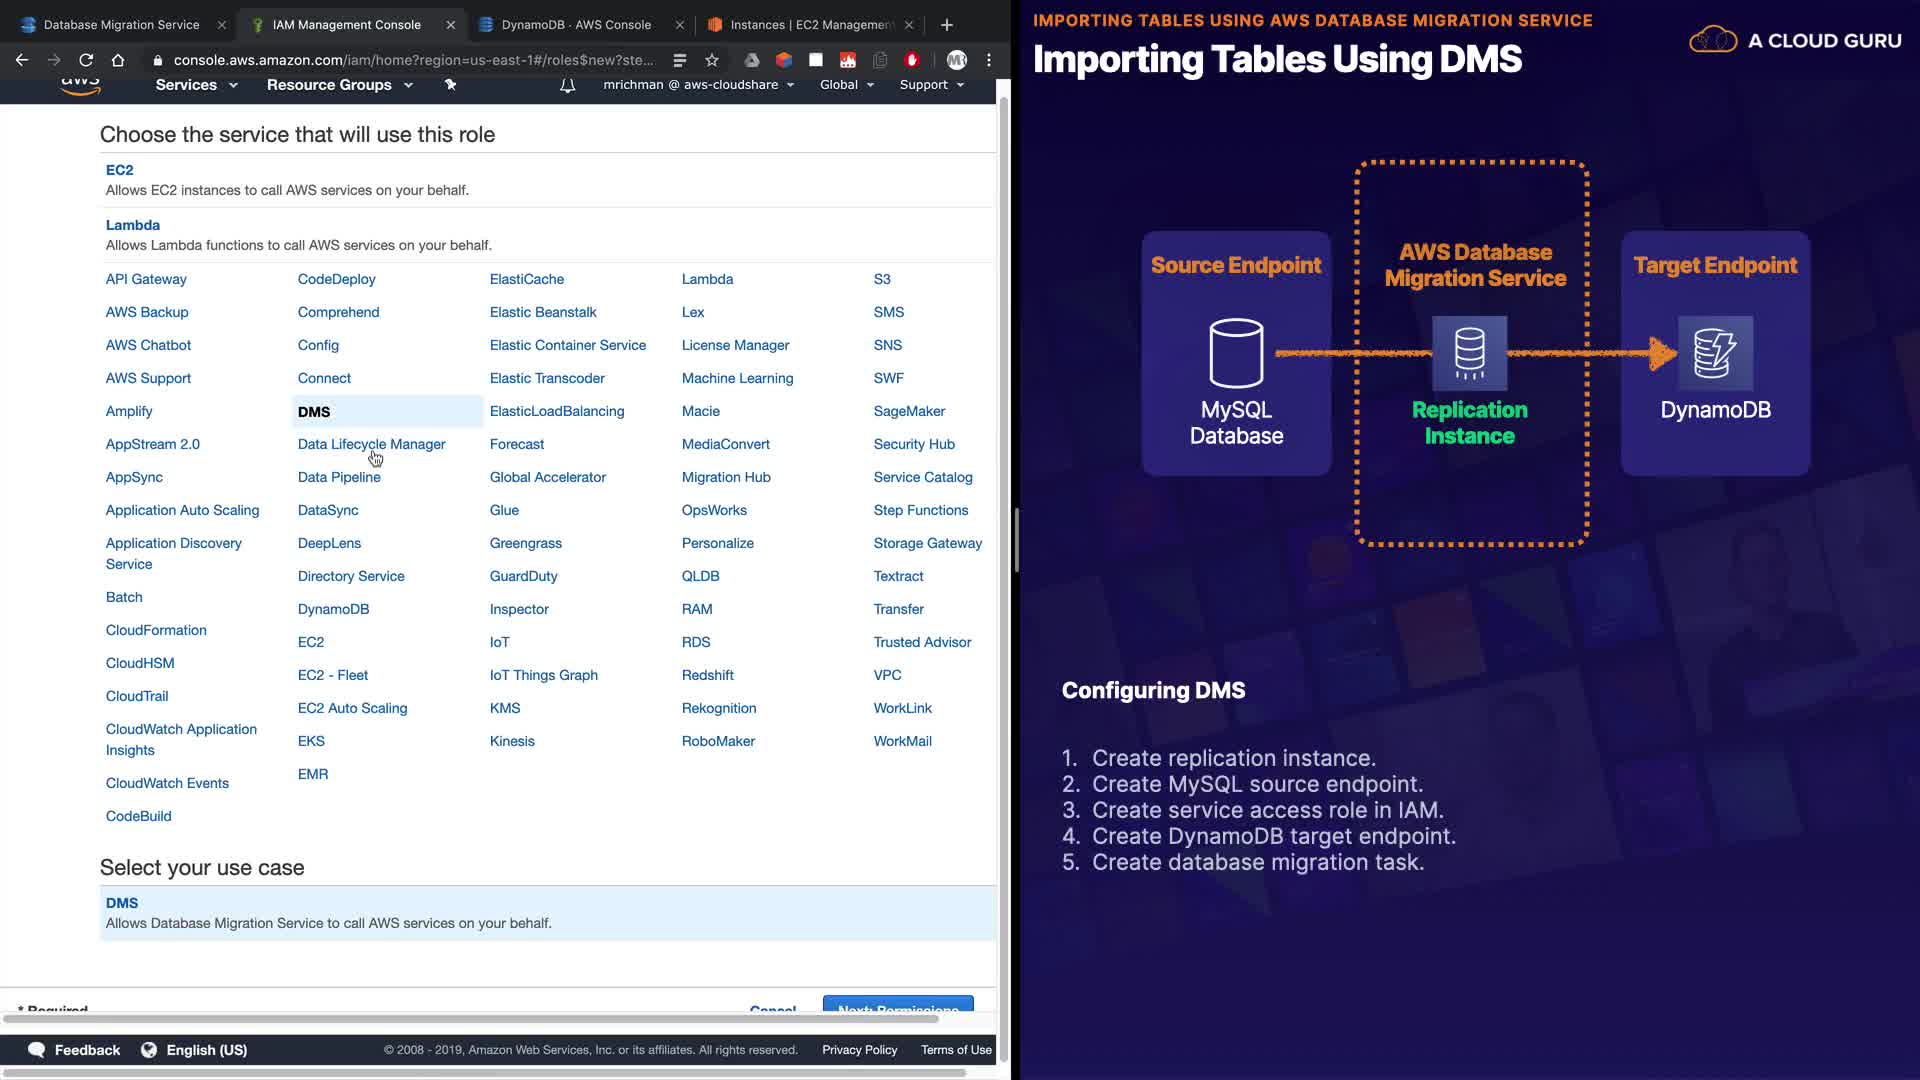 Database Migration Service
IAM Management Console
DynamoDB · AWS Console
Instances | EC2 Management
console.aws.amazon.com/iam/home?region=us-east-1#/roles$new?ste...
MR
aws
Services
Resource Groups
mrichman @ aws-cloudshare
Global
Support
Choose the service that will use this role
EC2
Allows EC2 instances to call AWS services on your behalf.
Lambda
Allows Lambda functions to call AWS services on your behalf.
API Gateway
AWS Backup
AWS Chatbot
AWS Support
Amplify
AppStream 2.0
AppSync
Application Auto Scaling
Application Discovery
Service
Batch
CloudFormation
CloudHSM
CloudTrail
CloudWatch Application
Insights
CloudWatch Events
CodeBuild
CodeDeploy
Comprehend
Config
Connect
DMS
Data Lifecycle Manager
Data Pipeline
DataSync
DeepLens
Directory Service
DynamoDB
EC2
EC2 - Fleet
EC2 Auto Scaling
EKS
EMR
ElastiCache
Elastic Beanstalk
Elastic Container Service
Elastic Transcoder
ElasticLoadBalancing
Forecast
Global Accelerator
Glue
Greengrass
GuardDuty
Inspector
IoT
IoT Things Graph
KMS
Kinesis
Lambda
Lex
License Manager
Machine Learning
Macie
MediaConvert
Migration Hub
OpsWorks
Personalize
QLDB
RAM
RDS
Redshift
Rekognition
RoboMaker
S3
SMS
SNS
SWF
SageMaker
Security Hub
Service Catalog
Step Functions
Storage Gateway
Textract
Transfer
Trusted Advisor
VPC
WorkLink
WorkMail
Select your use case
DMS
Allows Database Migration Service to call AWS services on your behalf.
* Required
Cancel
Next: Permissions
Feedback
English (US)
© 2008 - 2019, Amazon Web Services, Inc. or its affiliates. All rights reserved.
Privacy Policy
Terms of Use
IMPORTING TABLES USING AWS DATABASE MIGRATION SERVICE
Importing Tables Using DMS
A CLOUD GURU
Source Endpoint
MySQL
Database
AWS Database
Migration Service
Replication
Instance
Target Endpoint
DynamoDB
Configuring DMS
1. Create replication instance.
2. Create MySQL source endpoint.
3. Create service access role in IAM.
4. Create DynamoDB target endpoint.
5. Create database migration task.